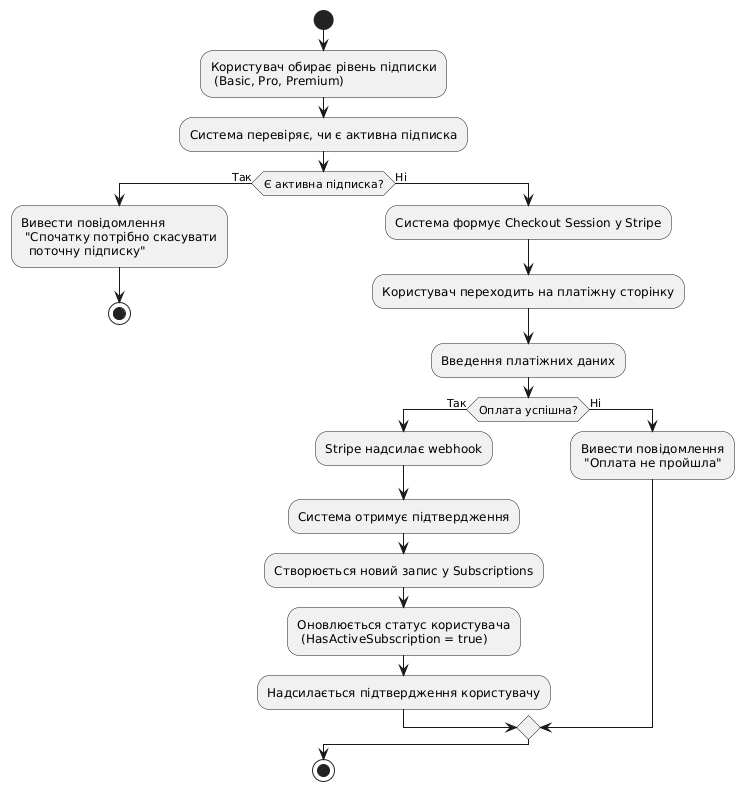 Користувач обирає рівень підписки
(Basic, Pro, Premium)
Система перевіряє, чи є активна підписка
Є активна підписка?
Так
Ні
Вивести повідомлення
"Спочатку потрібно скасувати
поточну підписку"
Система формує Checkout Session у Stripe
Користувач переходить на платіжну сторінку
Введення платіжних даних
Оплата успішна?
Так
Ні
Stripe надсилає webhook
Вивести повідомлення
"Оплата не пройшла"
Система отримує підтвердження
Створюється новий запис у Subscriptions
Оновлюється статус користувача
(HasActiveSubscription = true)
Надсилається підтвердження користувачу